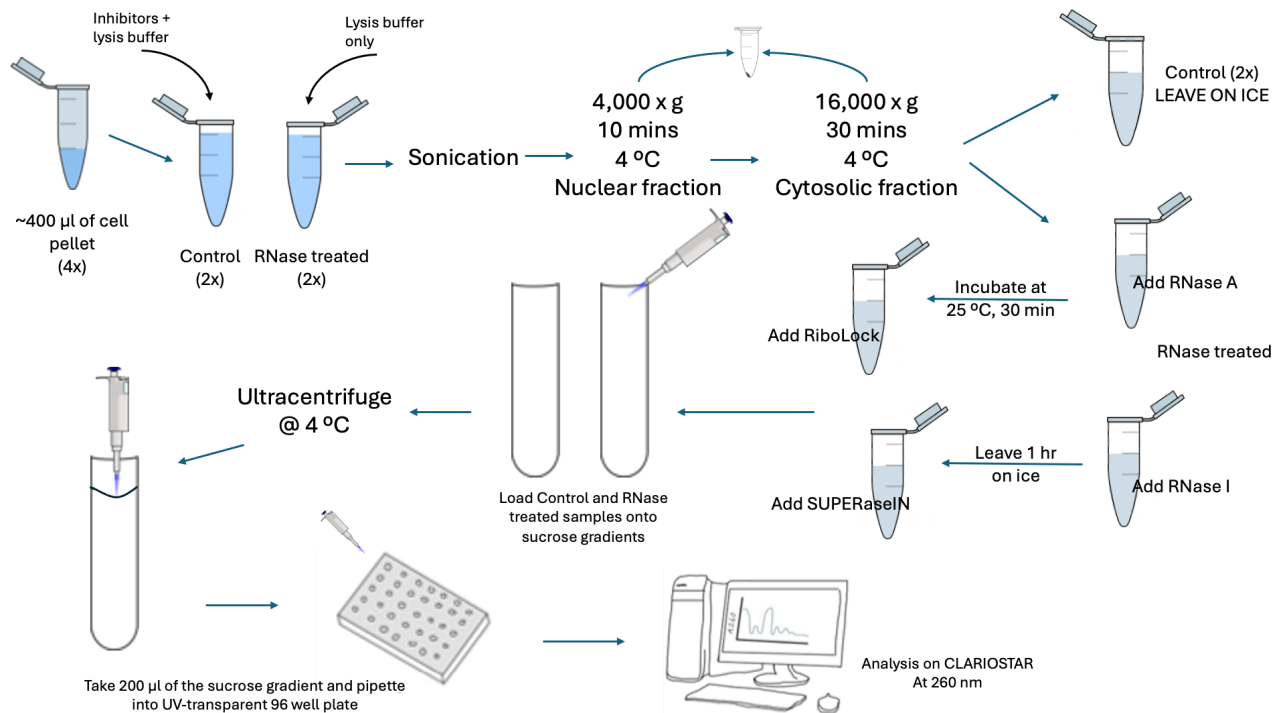 Inhibitors +
lysis buffer
Lysis buffer
only
~400 µl of cell
pellet
(4x)
Control
(2x)
RNase treated
(2x)
Sonication
4,000 x g
10 mins
4 ºC
Nuclear fraction
16,000 x g
30 mins
4 ºC
Cytosolic fraction
Control (2x)
LEAVE ON ICE
Add RNase A
Incubate at
25 ºC, 30 min
Add RiboLock
RNase treated
Add RNase I
Leave 1 hr
on ice
Add SUPERaseIN
Load Control and RNase
treated samples onto
sucrose gradients
Ultracentrifuge
@ 4 ºC
Take 200 µl of the sucrose gradient and pipette
into UV-transparent 96 well plate
A260
Analysis on CLARIOSTAR
At 260 nm